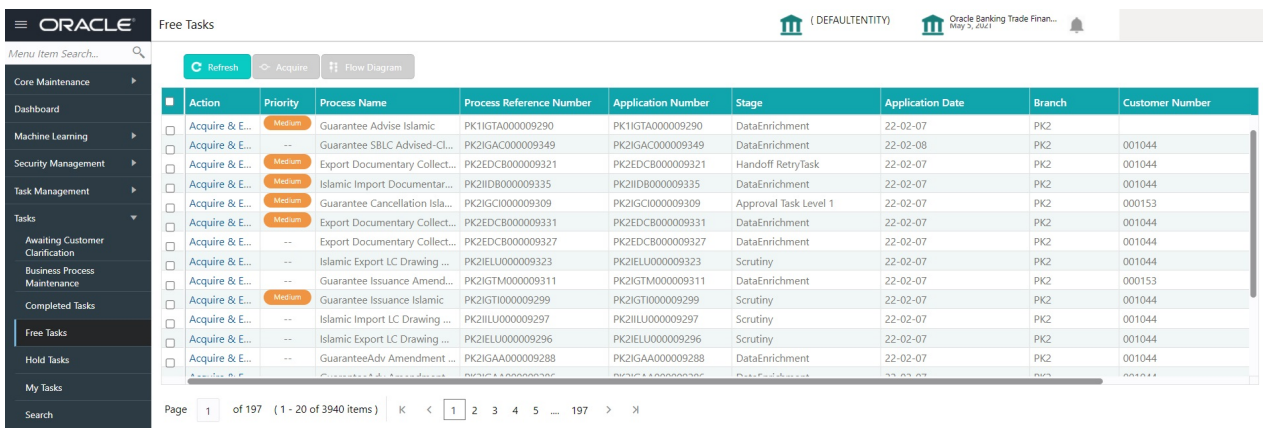 ORACLE
Free Tasks
( DEFAULTENTITY)
Oracle Banking Trade Finan...
May 5, 2021
Menu Item Search...
Core Maintenance
Dashboard
Machine Learning
Security Management
Task Management
Tasks
Awaiting Customer
Clarification
Business Process
Maintenance
Completed Tasks
Free Tasks
Hold Tasks
My Tasks
Search
Refresh Acquire Flow Diagram
Action Priority Process Name Process Reference Number Application Number Stage Application Date Branch Customer Number
Acquire & E... Medium Guarantee Advise Islamic PK1IGTA000009290 PK1IGTA000009290 DataEnrichment 22-02-07 PK2
Acquire & E... -- Guarantee SBLC Advised-Cl... PK2IGAC000009349 PK2IGAC000009349 DataEnrichment 22-02-08 PK2 001044
Acquire & E... Medium Export Documentary Collect... PK2EDCB000009321 PK2EDCB000009321 Handoff RetryTask 22-02-07 PK2 001044
Acquire & E... Medium Islamic Import Documentar... PK2IIDB000009335 PK2IIDB000009335 DataEnrichment 22-02-07 PK2 001044
Acquire & E... Medium Guarantee Cancellation Isla... PK2IGCI000009309 PK2IGCI000009309 Approval Task Level 1 22-02-07 PK2 000153
Acquire & E... Medium Export Documentary Collect... PK2EDCB000009331 PK2EDCB000009331 DataEnrichment 22-02-07 PK2 001044
Acquire & E... -- Export Documentary Collect... PK2EDCB000009327 PK2EDCB000009327 DataEnrichment 22-02-07 PK2 001044
Acquire & E... -- Islamic Export LC Drawing ... PK2IELU000009323 PK2IELU000009323 Scrutiny 22-02-07 PK2 001044
Acquire & E... -- Guarantee Issuance Amend... PK2IGTM000009311 PK2IGTM000009311 DataEnrichment 22-02-07 PK2 000153
Acquire & E... Medium Guarantee Issuance Islamic PK2IGTI000009299 PK2IGTI000009299 Scrutiny 22-02-07 PK2 001044
Acquire & E... -- Islamic Import LC Drawing ... PK2IILU000009297 PK2IILU000009297 Scrutiny 22-02-07 PK2 001044
Acquire & E... -- Islamic Export LC Drawing ... PK2IELU000009296 PK2IELU000009296 Scrutiny 22-02-07 PK2 001044
Acquire & E... -- GuaranteeAdv Amendment ... PK2IGAA000009288 PK2IGAA000009288 DataEnrichment 22-02-07 PK2 001044
Page 1 of 197 (1 - 20 of 3940 items) 1 2 3 4 5 ... 197